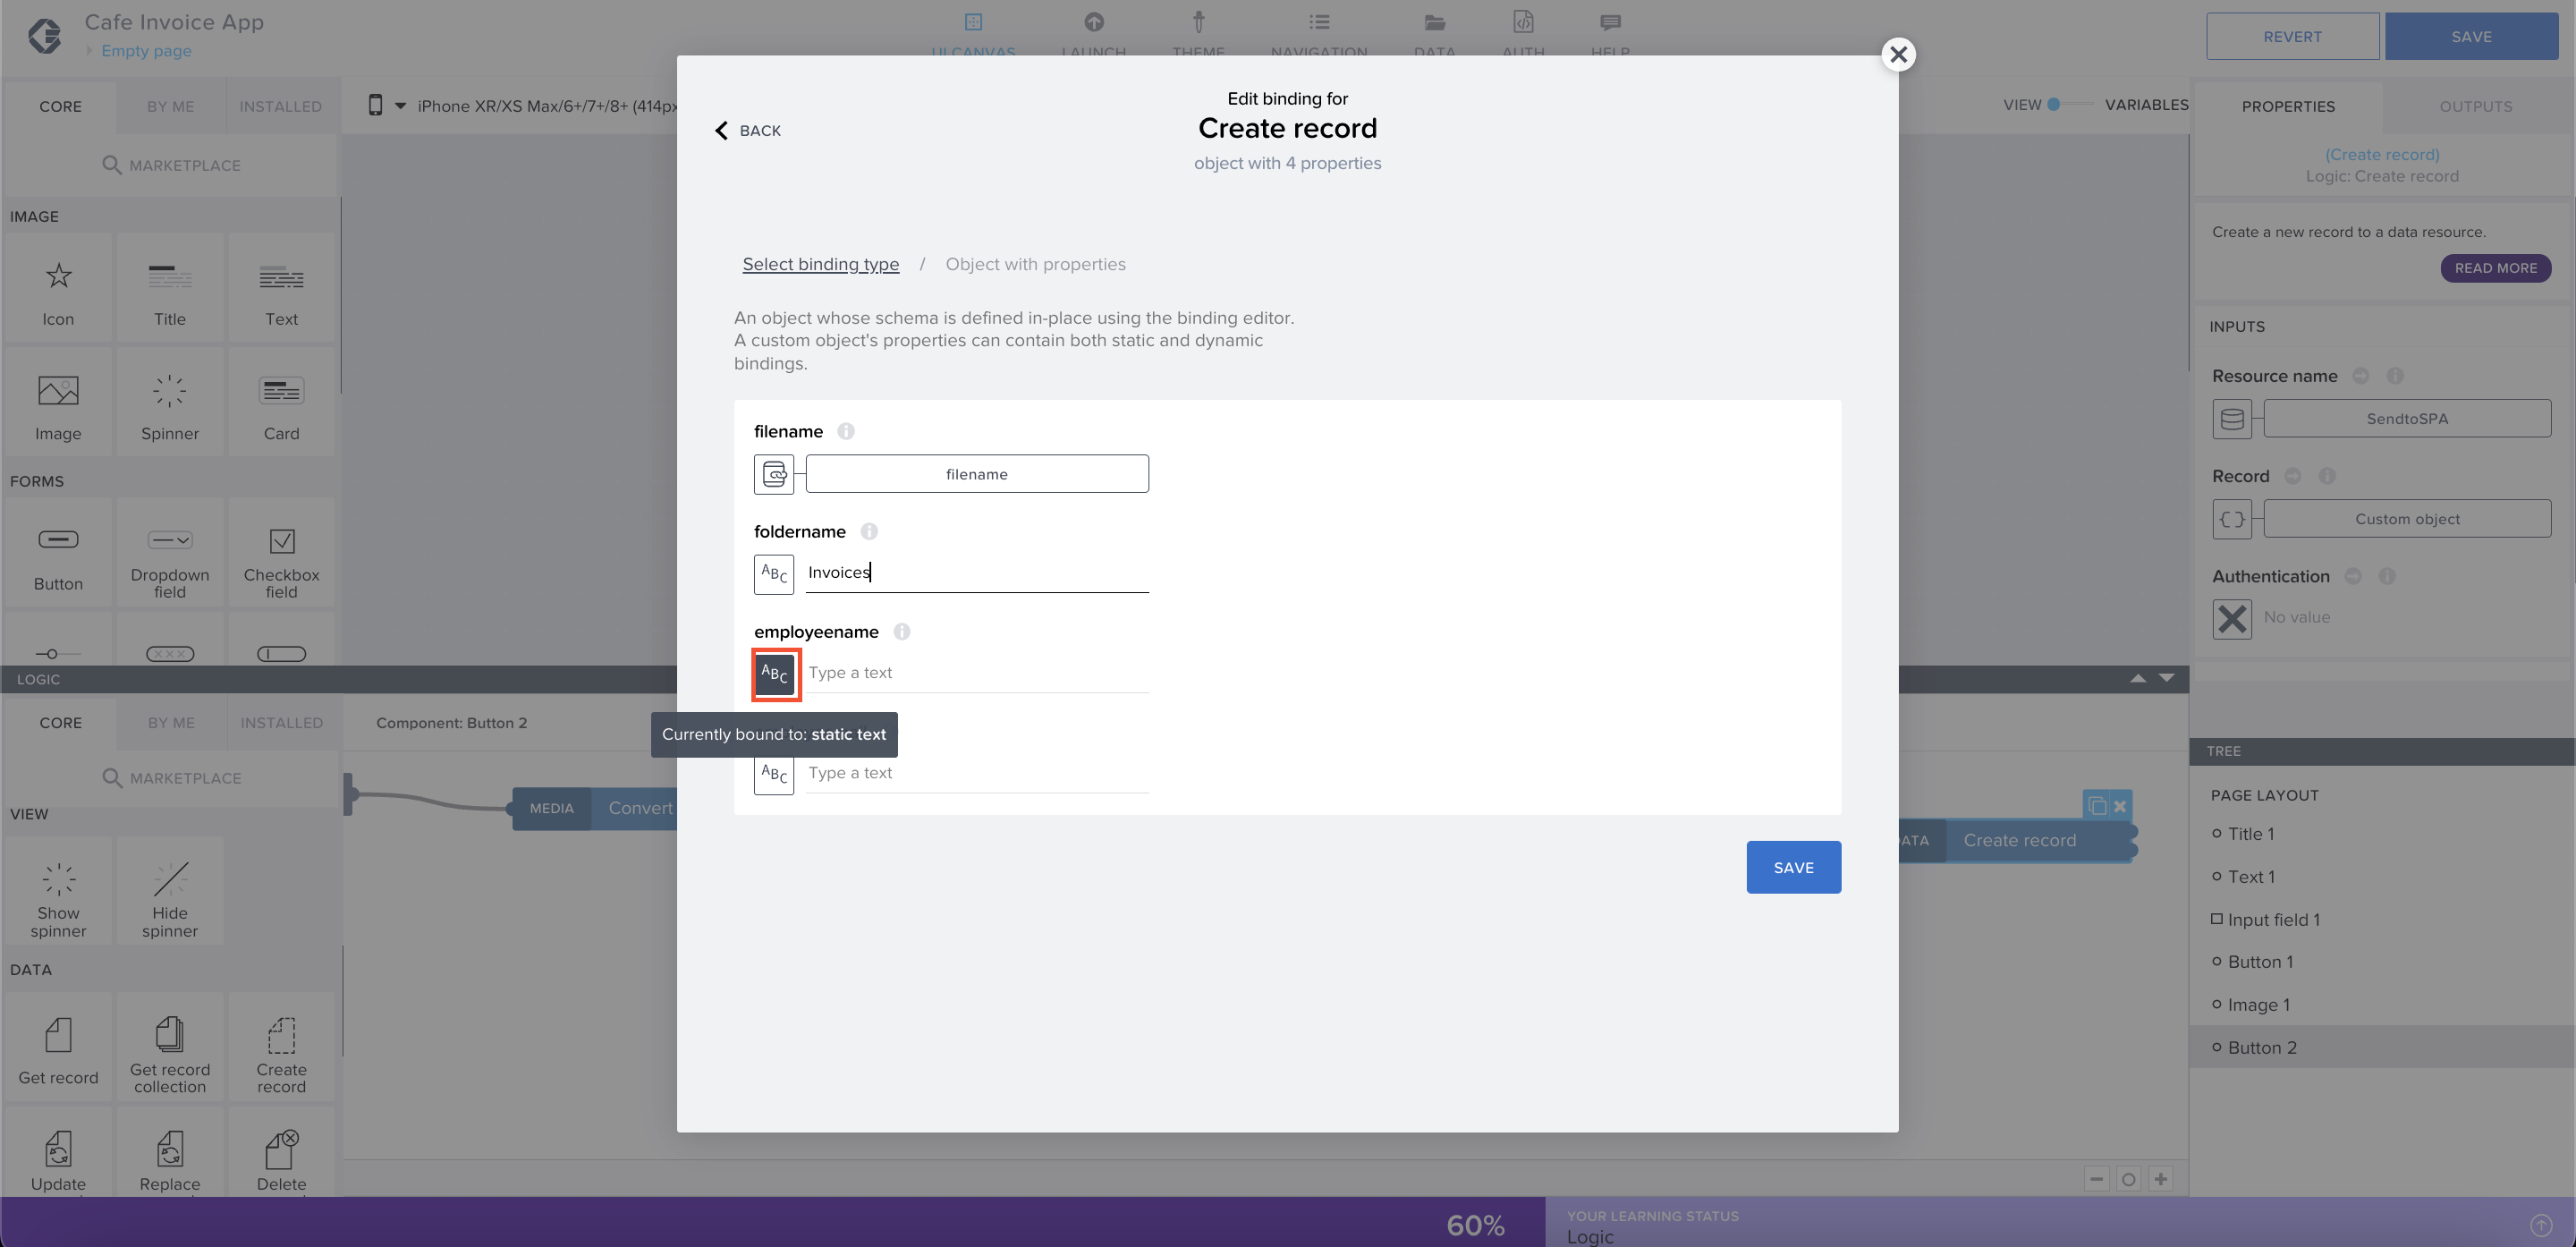 Cafe Invoice App
Empty page
UI CANVAS
LAUNCH
THEME
NAVIGATION
DATA
AUTH
HELP
REVERT
SAVE
CORE
BY ME
INSTALLED
iPhone XR/XS Max/6+/7+/8+ (414px
VIEW
VARIABLES
PROPERTIES
OUTPUTS
MARKETPLACE
IMAGE
Icon
Title
Text
Image
Spinner
Card
FORMS
Button
Dropdown
field
Checkbox
field
LOGIC
CORE
BY ME
INSTALLED
Component: Button 2
MARKETPLACE
VIEW
Show
spinner
Hide
spinner
DATA
Get record
Get record
collection
Create
record
Update
Replace
Delete
MEDIA
Convert
BACK
Edit binding for
Create record
object with 4 properties
Select binding type / Object with properties
An object whose schema is defined in-place using the binding editor.
A custom object's properties can contain both static and dynamic
bindings.
filename
filename
foldername
ABC Invoices
employeename
ABC Type a text
Currently bound to: static text
ABC Type a text
SAVE
ATA
Create record
(Create record)
Logic: Create record
Create a new record to a data resource.
READ MORE
INPUTS
Resource name
SendtoSPA
Record
Custom object
Authentication
No value
TREE
PAGE LAYOUT
Title 1
Text 1
Input field 1
Button 1
Image 1
Button 2
60%
YOUR LEARNING STATUS
Logic